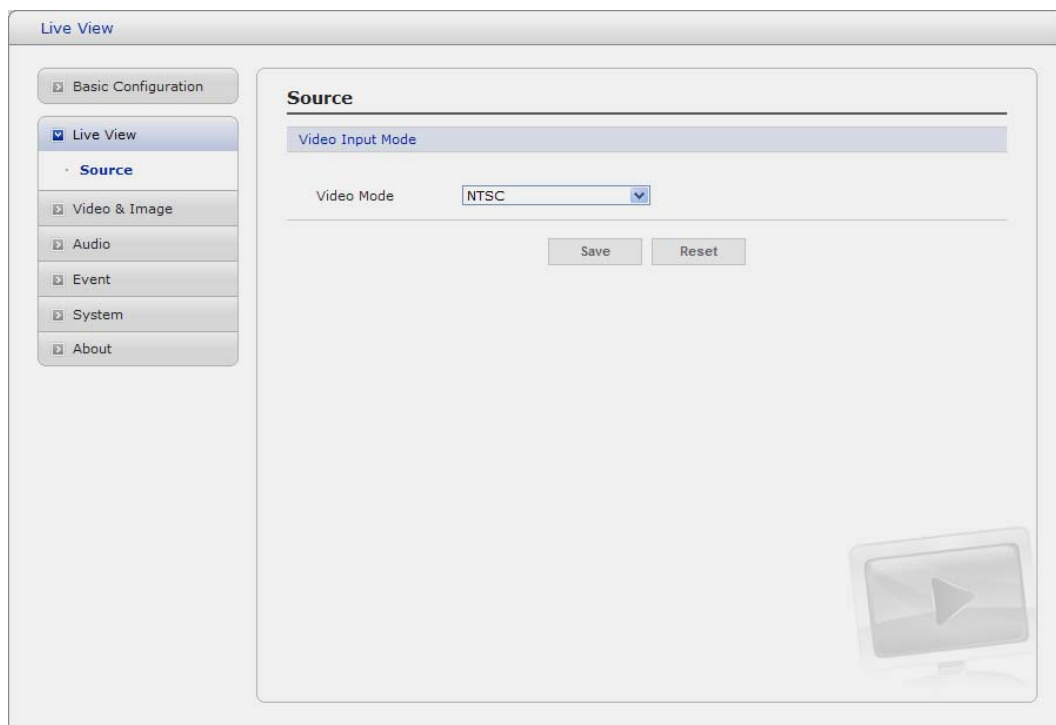 Live View
Basic Configuration
Live View
· Source
Video & Image
Audio
Event
System
About
Source
Video Input Mode
Video Mode NTSC
Save Reset